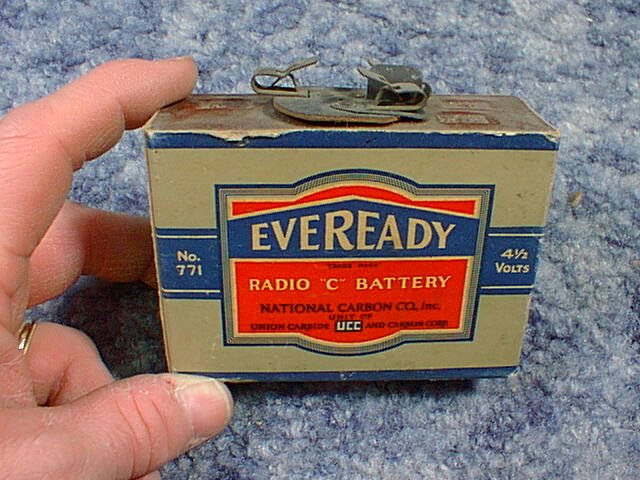 EVEREADY
TRADE MARK
No. 771
4½ VOLTS
RADIO "C" BATTERY
NATIONAL CARBON CO., Inc.
UNIT OF
UNION CARBIDE UCC AND CARBON CORP.